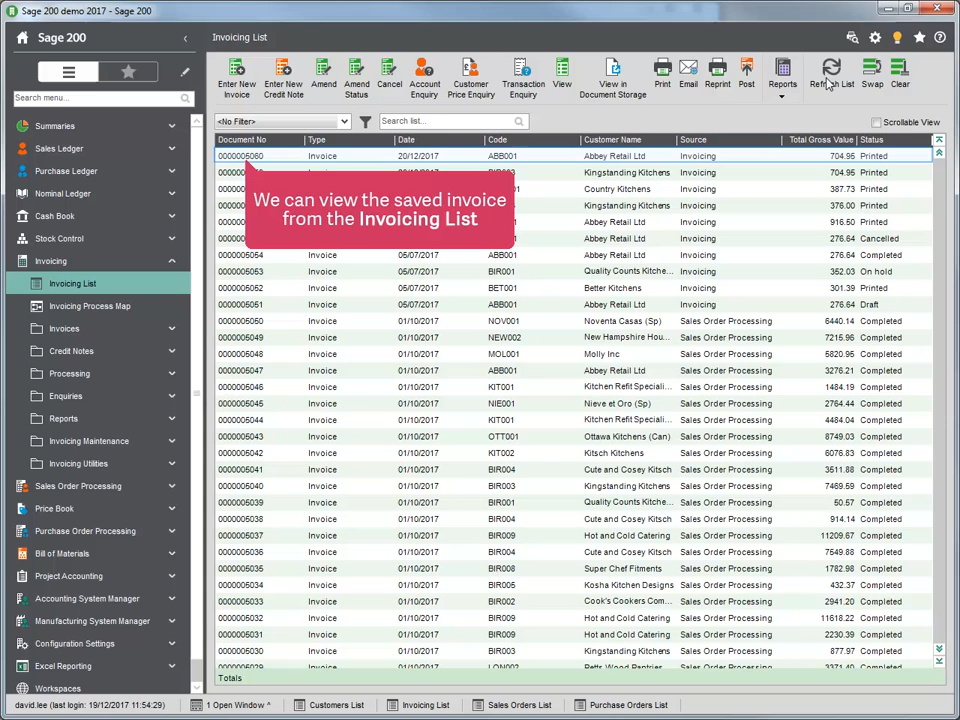 Sage 200 demo 2017 - Sage 200
Sage 200
Search menu...
Summaries
Sales Ledger
Purchase Ledger
Nominal Ledger
Cash Book
Stock Control
Invoicing
Invoicing List
Invoicing Process Map
Invoices
Credit Notes
Processing
Enquiries
Reports
Invoicing Maintenance
Invoicing Utilities
Sales Order Processing
Price Book
Purchase Order Processing
Bill of Materials
Project Accounting
Accounting System Manager
Manufacturing System Manager
Configuration Settings
Excel Reporting
Workspaces
Invoicing List
Enter New Invoice
Enter New Credit Note
Amend
Amend Status
Cancel
Account Enquiry
Customer Price Enquiry
Transaction Enquiry
View
View in Document Storage
Print
Email
Reprint
Post
Reports
Refresh List
Swap
Clear
<No Filter>
Search list...
Scrollable View
Document No Type Date Code Customer Name Source Total Gross Value Status
0000005060 Invoice 20/12/2017 ABB001 Abbey Retail Ltd Invoicing 704.95 Printed
Kingstanding Kitchens Invoicing 704.95 Printed
Country Kitchens Invoicing 387.73 Printed
Kingstanding Kitchens Invoicing 376.00 Printed
Abbey Retail Ltd Invoicing 916.50 Printed
Abbey Retail Ltd Invoicing 276.64 Cancelled
We can view the saved invoice
from the Invoicing List
0000005054 Invoice 05/07/2017 ABB001 Abbey Retail Ltd Invoicing 276.64 Completed
0000005053 Invoice 05/07/2017 BIR001 Quality Counts Kitche... Invoicing 352.03 On hold
0000005052 Invoice 05/07/2017 BET001 Better Kitchens Invoicing 301.39 Printed
0000005051 Invoice 05/07/2017 ABB001 Abbey Retail Ltd Invoicing 276.64 Draft
0000005050 Invoice 01/10/2017 NOV001 Noventa Casas (Sp) Sales Order Processing 6440.14 Completed
0000005049 Invoice 01/10/2017 NEW002 New Hampshire Hou... Sales Order Processing 5820.95 Completed
0000005048 Invoice 01/10/2017 MOL001 Molly Inc Sales Order Processing 5820.95 Completed
0000005047 Invoice 01/10/2017 ABB001 Abbey Retail Ltd Sales Order Processing 3276.21 Completed
0000005046 Invoice 01/10/2017 KIT001 Kitchen Refit Speciali... Sales Order Processing 1484.19 Completed
0000005045 Invoice 01/10/2017 NIE001 Nieve et Oro (Sp) Sales Order Processing 2764.44 Completed
0000005044 Invoice 01/10/2017 KIT001 Kitchen Refit Speciali... Sales Order Processing 4484.04 Completed
0000005043 Invoice 01/10/2017 OTT001 Ottawa Kitchens (Can) Sales Order Processing 8749.03 Completed
0000005042 Invoice 01/10/2017 KIT002 Kitsch Kitchens Sales Order Processing 6076.83 Completed
0000005041 Invoice 01/10/2017 BIR004 Cute and Cosey Kitsch Sales Order Processing 3511.88 Completed
0000005040 Invoice 01/10/2017 BIR003 Kingstanding Kitchens Sales Order Processing 7469.59 Completed
0000005039 Invoice 01/10/2017 BIR001 Quality Counts Kitche... Sales Order Processing 50.57 Completed
0000005038 Invoice 01/10/2017 BIR004 Cute and Cosey Kitsch Sales Order Processing 914.14 Completed
0000005037 Invoice 01/10/2017 BIR009 Hot and Cold Catering Sales Order Processing 11209.67 Completed
0000005036 Invoice 01/10/2017 BIR004 Cute and Cosey Kitsch Sales Order Processing 7549.88 Completed
0000005035 Invoice 01/10/2017 BIR008 Super Chef Fitments Sales Order Processing 1782.98 Completed
0000005034 Invoice 01/10/2017 BIR005 Kosha Kitchen Designs Sales Order Processing 432.37 Completed
0000005033 Invoice 01/10/2017 BIR002 Cook's Cookers Com... Sales Order Processing 2941.20 Completed
0000005032 Invoice 01/10/2017 BIR009 Hot and Cold Catering Sales Order Processing 11618.22 Completed
0000005031 Invoice 01/10/2017 BIR009 Hot and Cold Catering Sales Order Processing 2230.39 Completed
0000005030 Invoice 01/10/2017 BIR003 Kingstanding Kitchens Sales Order Processing 877.97 Completed
0000005029 Invoice 01/10/2017 LON002 Petts Wood Pantries Sales Order Processing 3371.40 Completed
Totals
david.lee (last login: 19/12/2017 11:54:29)
1 Open Window ^
Customers List
Invoicing List
Sales Orders List
Purchase Orders List